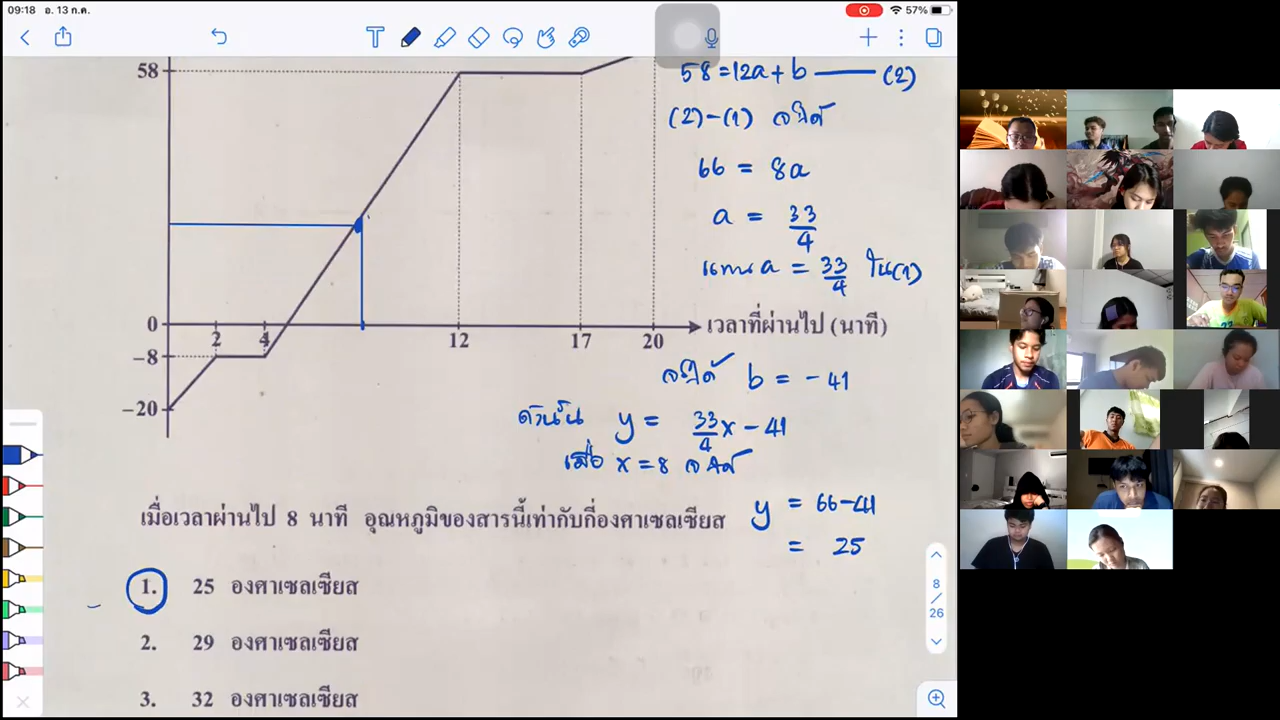 09:18 อ. 13 ก.ค.
57%
58
58 = 12a + b (2)
(2)-(1) จะได้
66 = 8a
a = 33/4
แทน a = 33/4 ใน (1)
0
2 4 12 17 20 เวลาที่ผ่านไป (นาที)
-8
-20
จะได้ b = -41
ดังนั้น y = 33/4 x - 41
เมื่อ x = 8 จะได้
y = 66-41
= 25
เมื่อเวลาผ่านไป 8 นาที อุณหภูมิของสารนี้เท่ากับกี่องศาเซลเซียส
1. 25 องศาเซลเซียส
2. 29 องศาเซลเซียส
3. 32 องศาเซลเซียส
8
/
26